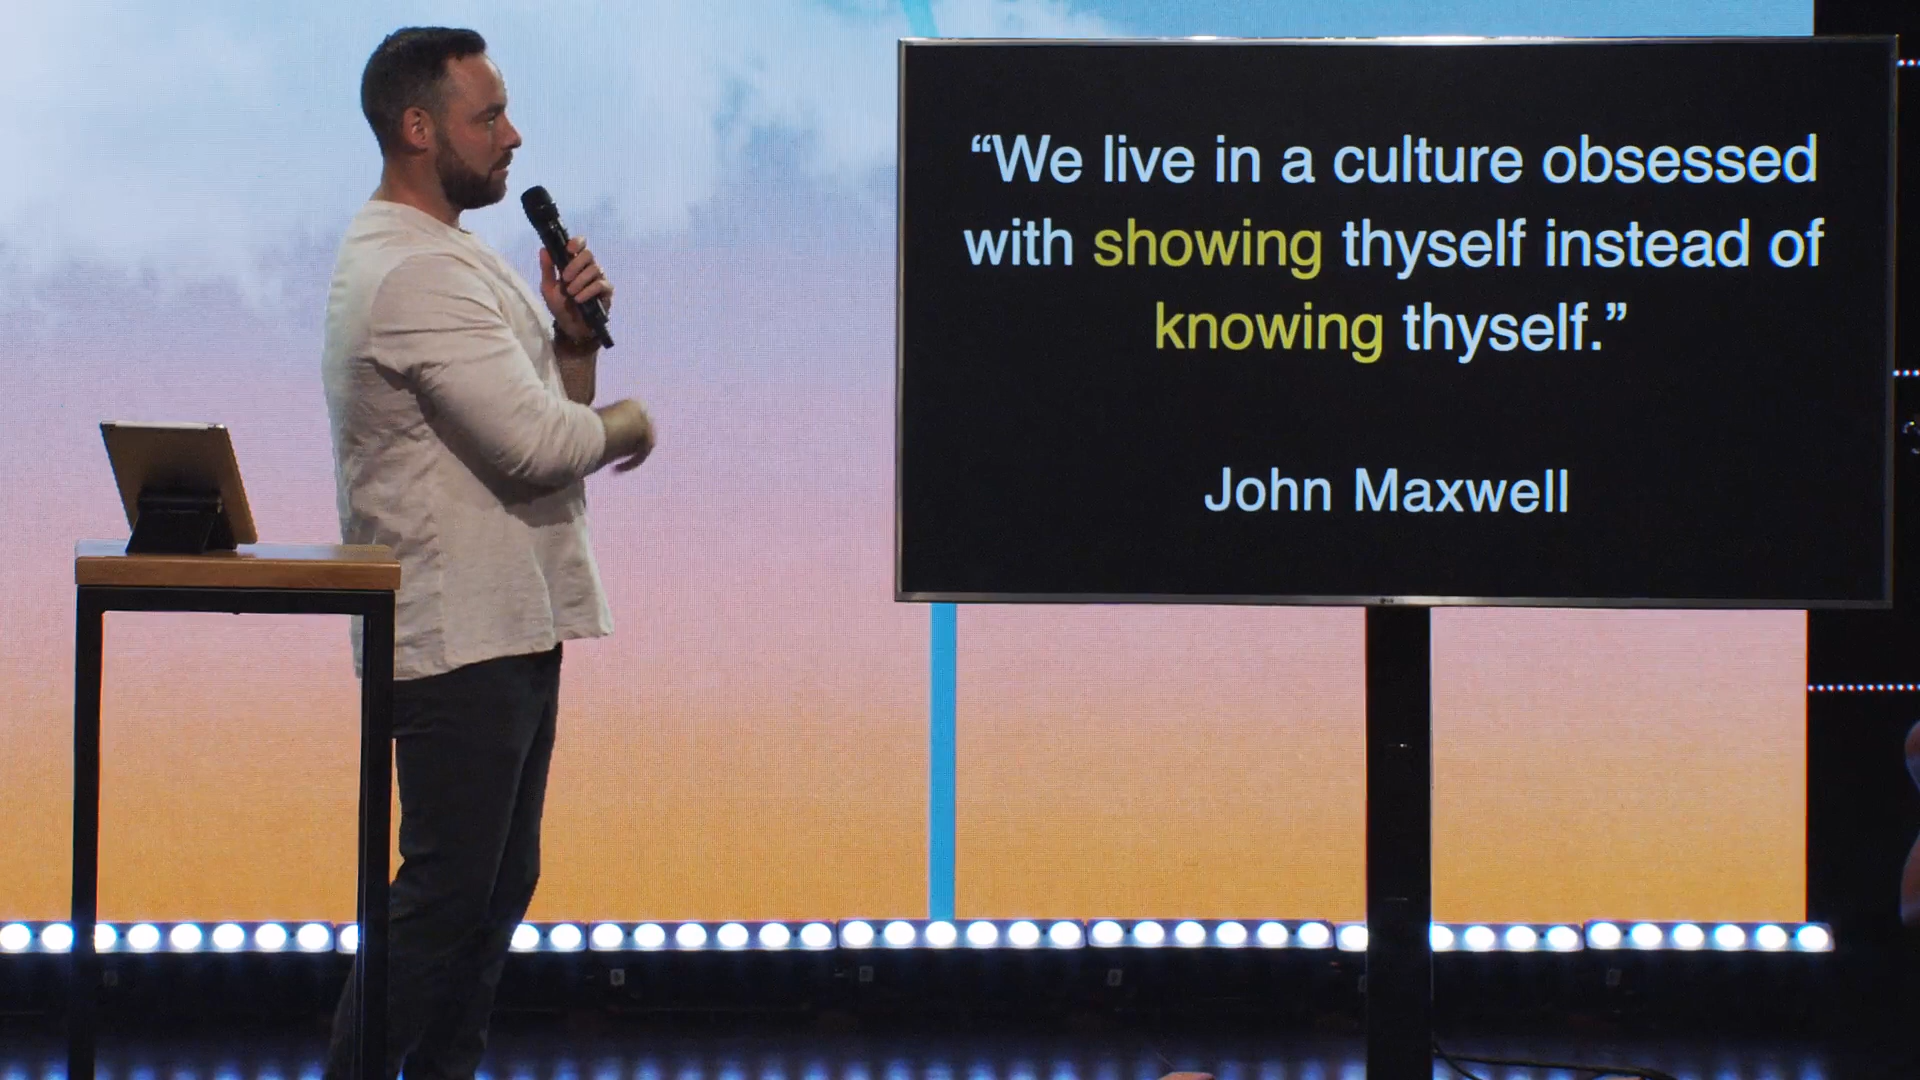 “We live in a culture obsessed
with showing thyself instead of
knowing thyself.”
John Maxwell